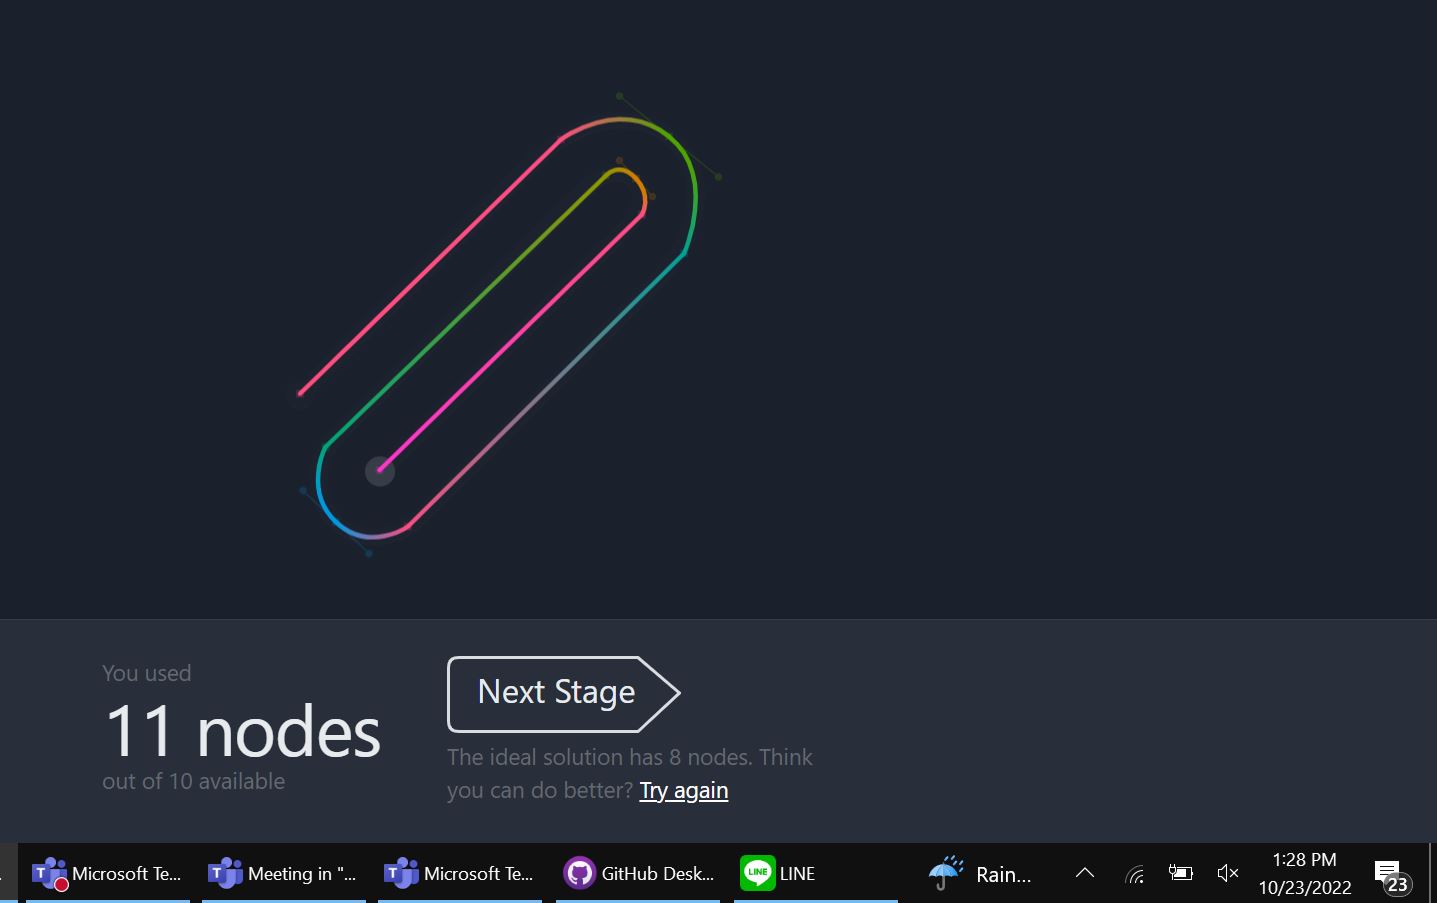 You used
11 nodes
out of 10 available
Next Stage
The ideal solution has 8 nodes. Think
you can do better? Try again
Microsoft Te...
Meeting in "...
Microsoft Te...
GitHub Desk...
LINE
LINE
Rain...
1:28 PM
10/23/2022
23